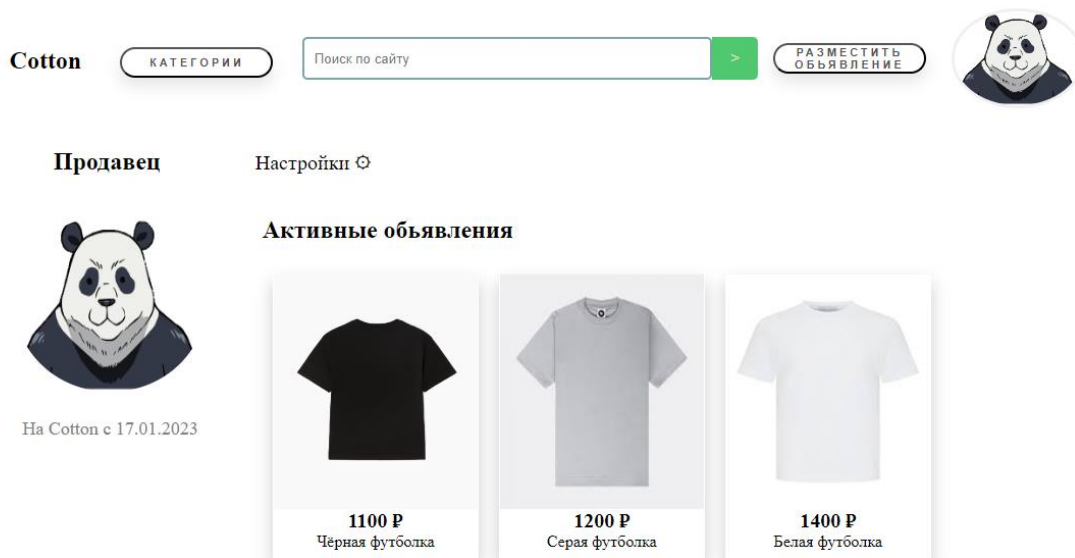 Cotton
КАТЕГОРИИ
Поиск по сайту
>
РАЗМЕСТИТЬ
ОБЬЯВЛЕНИЕ
Продавец
Настройки ⚙
Активные обьявления
На Cotton с 17.01.2023
1100 ₽
Чёрная футболка
1200 ₽
Серая футболка
1400 ₽
Белая футболка